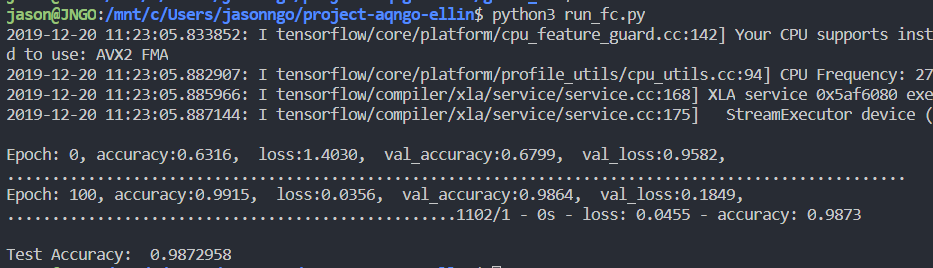 jason@JNGO:/mnt/c/Users/jasonngo/project-aqngo-ellin$ python3 run_fc.py
2019-12-20 11:23:05.833852: I tensorflow/core/platform/cpu_feature_guard.cc:142] Your CPU supports inst
d to use: AVX2 FMA
2019-12-20 11:23:05.882907: I tensorflow/core/platform/profile_utils/cpu_utils.cc:94] CPU Frequency: 27
2019-12-20 11:23:05.885966: I tensorflow/compiler/xla/service/service.cc:168] XLA service 0x5af6080 exe
2019-12-20 11:23:05.887144: I tensorflow/compiler/xla/service/service.cc:175]   StreamExecutor device (
Epoch: 0, accuracy:0.6316,  loss:1.4030,  val_accuracy:0.6799,  val_loss:0.9582,
....................................................................................................
Epoch: 100, accuracy:0.9915,  loss:0.0356,  val_accuracy:0.9864,  val_loss:0.1849,
..................................................1102/1 - 0s - loss: 0.0455 - accuracy: 0.9873
Test Accuracy:  0.9872958